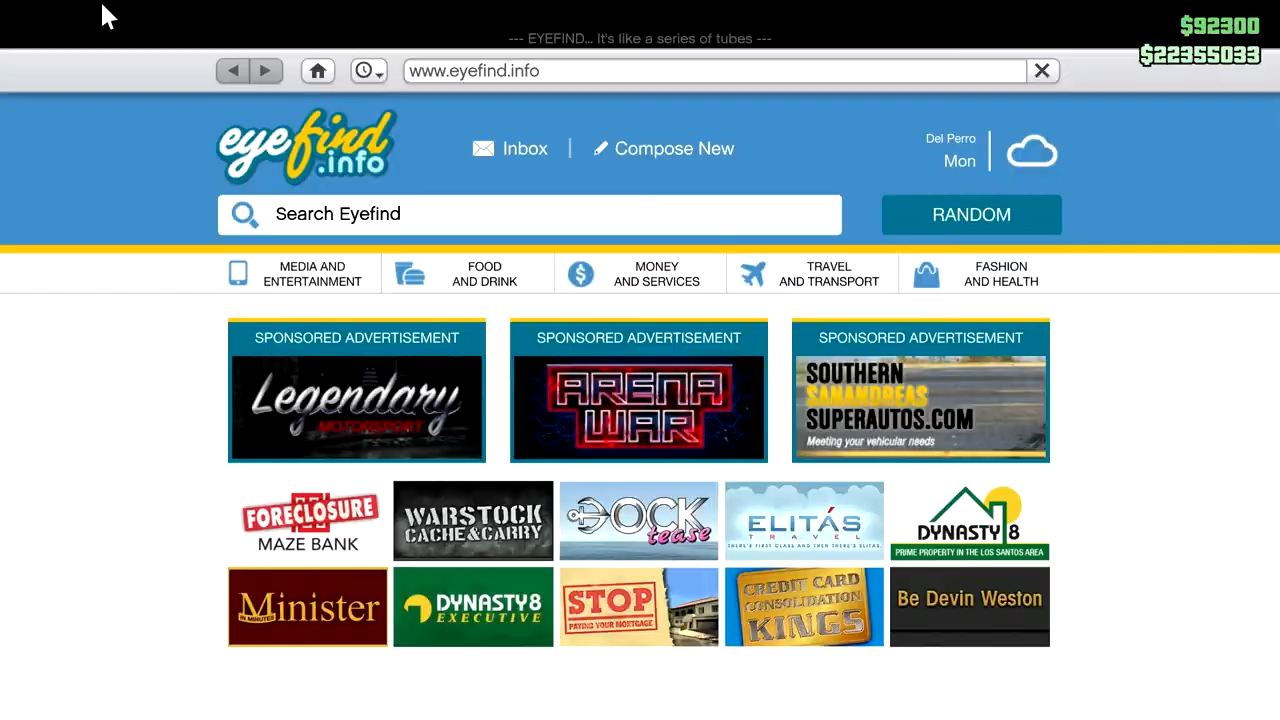 $92300
--- EYEFIND... It's like a series of tubes ---
$22355033
www.eyefind.info
eyefind
.info
Inbox
Compose New
Del Perro
Mon
Search Eyefind
RANDOM
MEDIA AND
ENTERTAINMENT
FOOD
AND DRINK
MONEY
AND SERVICES
TRAVEL
AND TRANSPORT
FASHION
AND HEALTH
SPONSORED ADVERTISEMENT
Legendary
MOTORSPORT
SPONSORED ADVERTISEMENT
ARENA
WAR
SPONSORED ADVERTISEMENT
SOUTHERN
SANANDREAS
SUPERAUTOS.COM
Meeting your vehicular needs
FORECLOSURE
MAZE BANK
WARSTOCK
CACHE&CARRY
DOCK
tease
ELITÁS
TRAVEL
THERE'S FIRST CLASS AND THEN THERE'S ELITAS.
DYNASTY 8
PRIME PROPERTY IN THE LOS SANTOS AREA
Minister
IN MINUTES
DYNASTY8
EXECUTIVE
STOP
PAYING YOUR MORTGAGE
CREDIT CARD
CONSOLIDATION
KINGS
Be Devin Weston